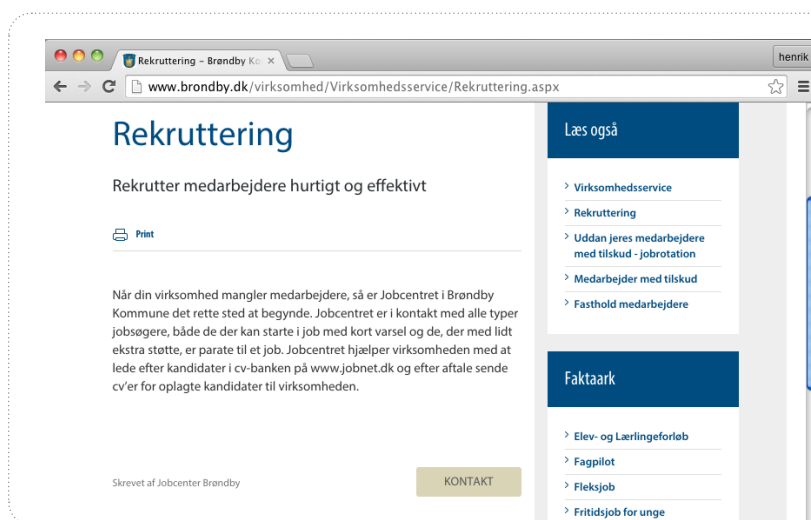 Rekruttering – Brøndby Ko
henrik
www.brondby.dk/virksomhed/Virksomhedsservice/Rekruttering.aspx
Rekruttering
Rekrutter medarbejdere hurtigt og effektivt
Print
Når din virksomhed mangler medarbejdere, så er Jobcentret i Brøndby
Kommune det rette sted at begynde. Jobcentret er i kontakt med alle typer
jobsøgere, både de der kan starte i job med kort varsel og de, der med lidt
ekstra støtte, er parate til et job. Jobcentret hjælper virksomheden med at
lede efter kandidater i cv-banken på www.jobnet.dk og efter aftale sende
cv'er for oplagte kandidater til virksomheden.
Skrevet af Jobcenter Brøndby
KONTAKT
Læs også
Virksomhedsservice
Rekruttering
Uddan jeres medarbejdere
med tilskud - jobrotation
Medarbejder med tilskud
Fasthold medarbejdere
Faktaark
Elev- og Lærlingeforløb
Fagpilot
Fleksjob
Fritidsjob for unge